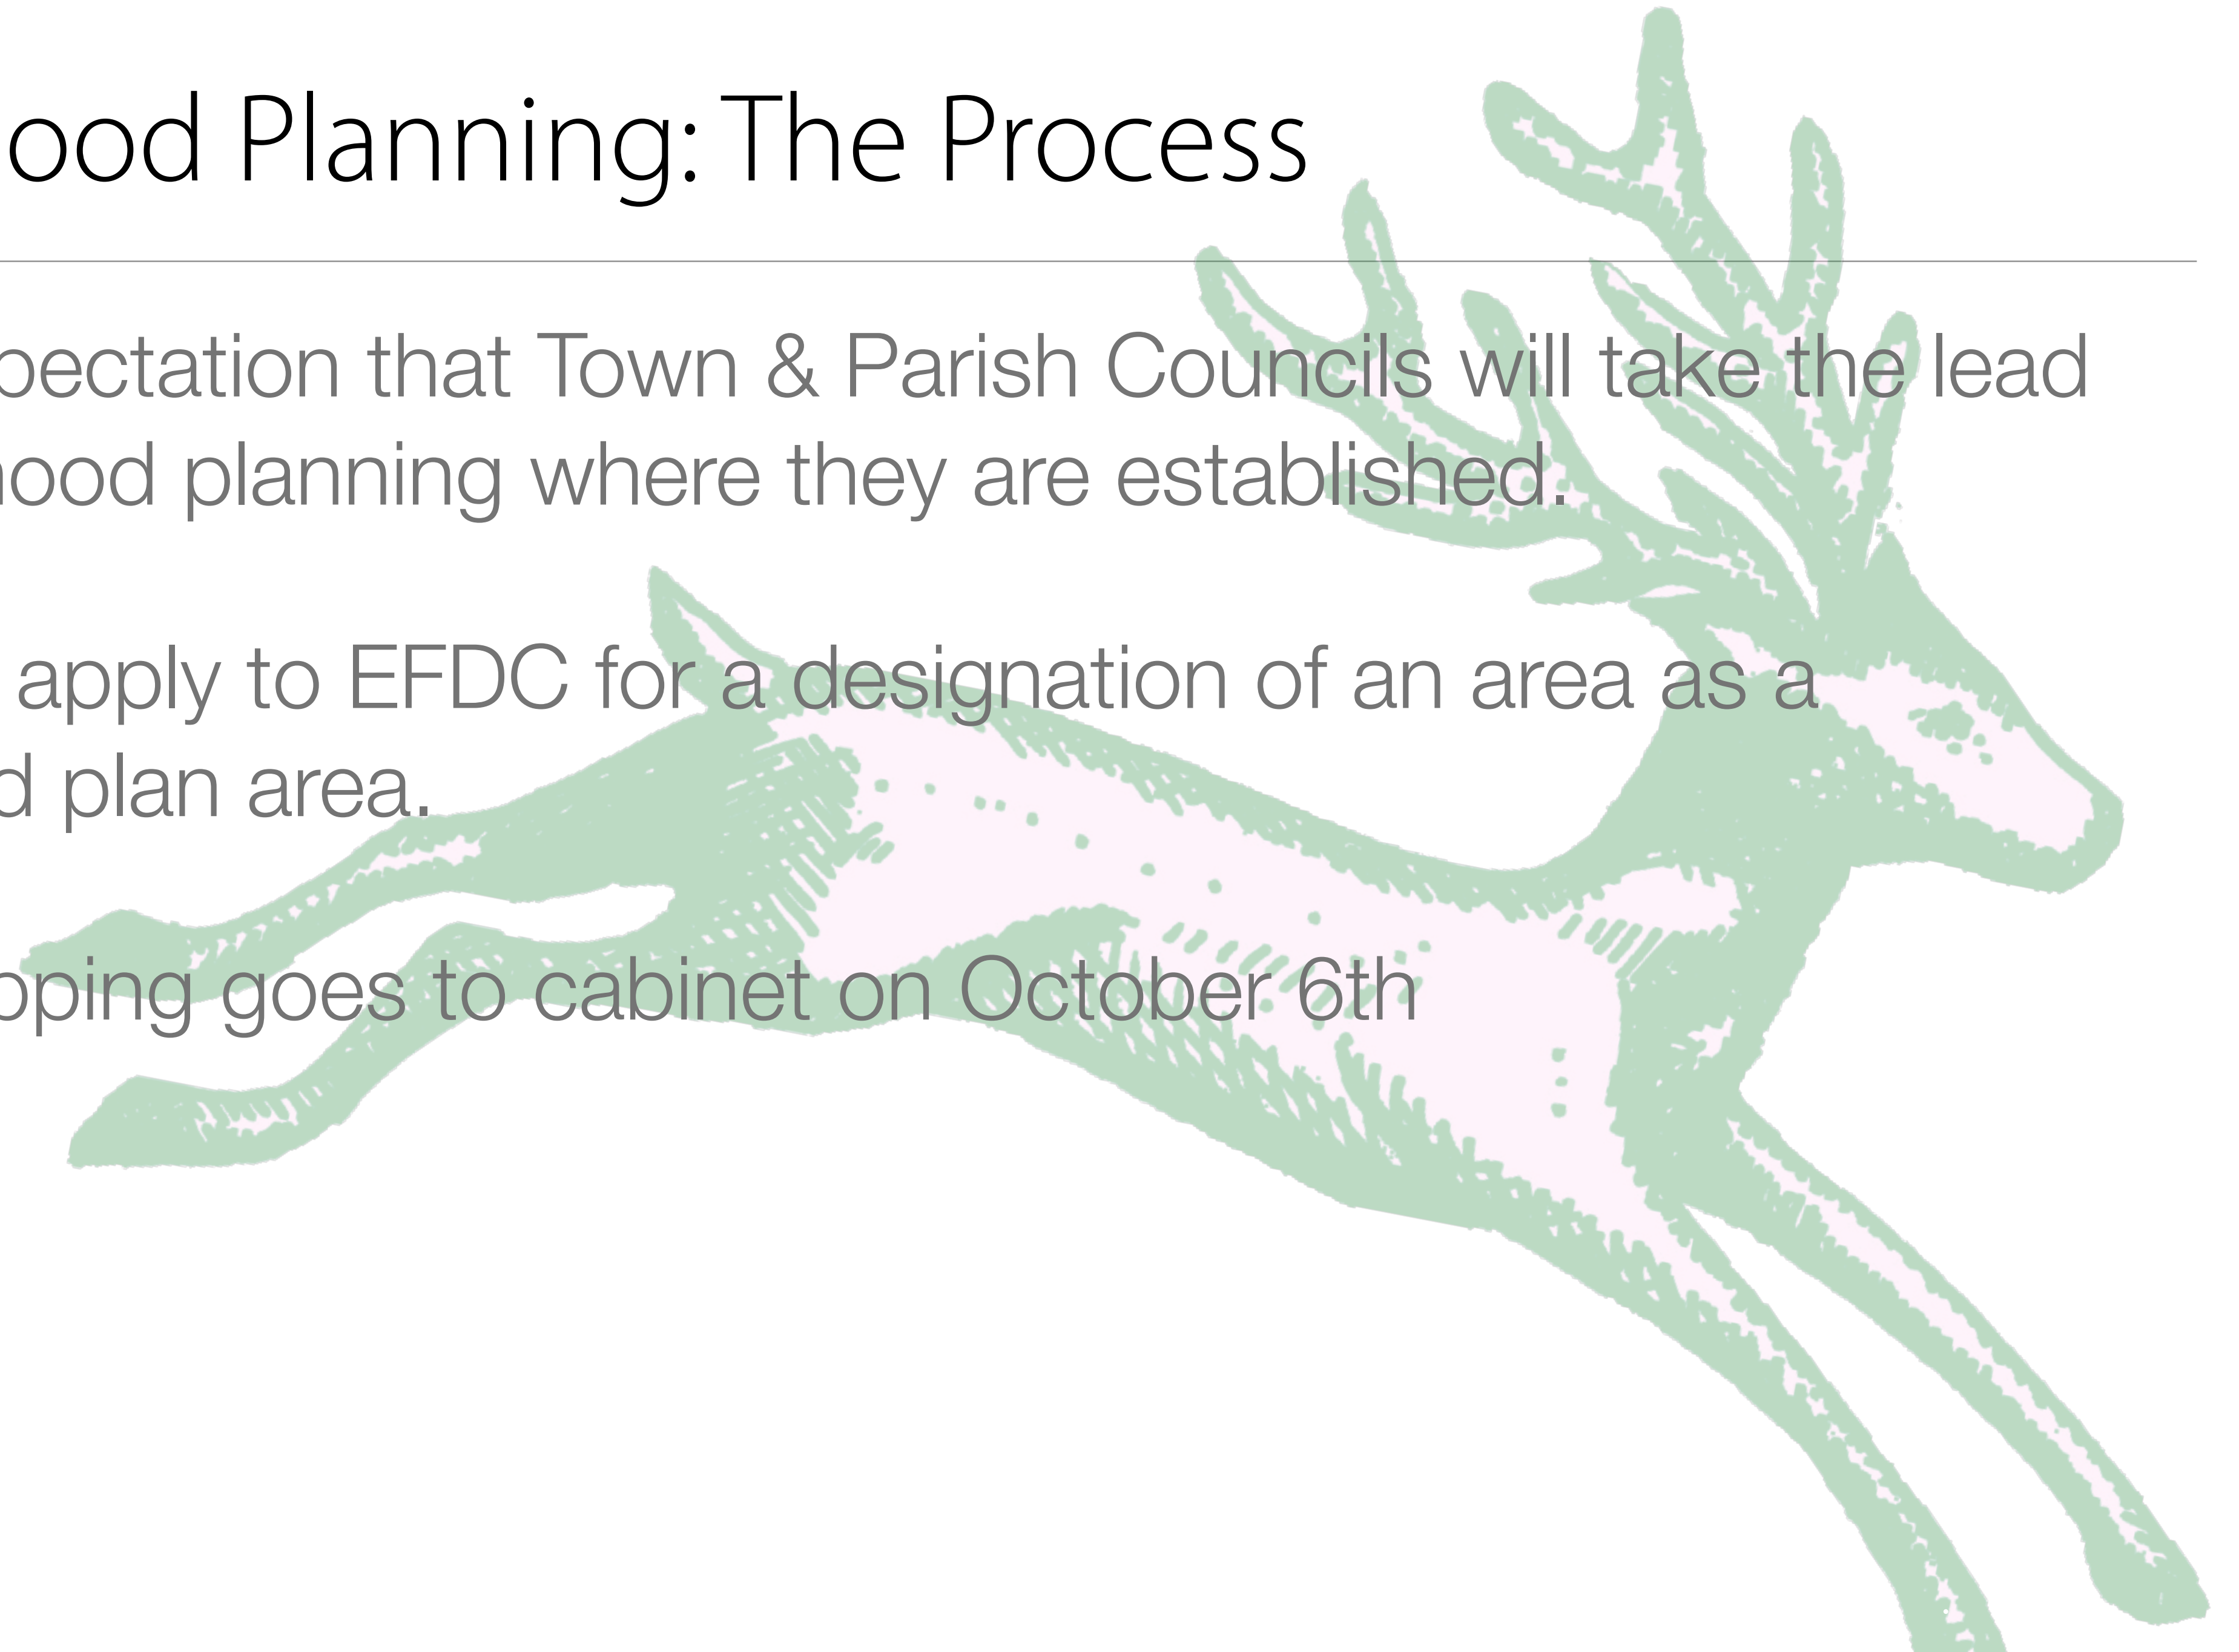 ood Planning: The Process
pectation that Town & Parish Councils will take the lead
hood planning where they are established.
apply to EFDC for a designation of an area as a
d plan area.
pping goes to cabinet on October 6th